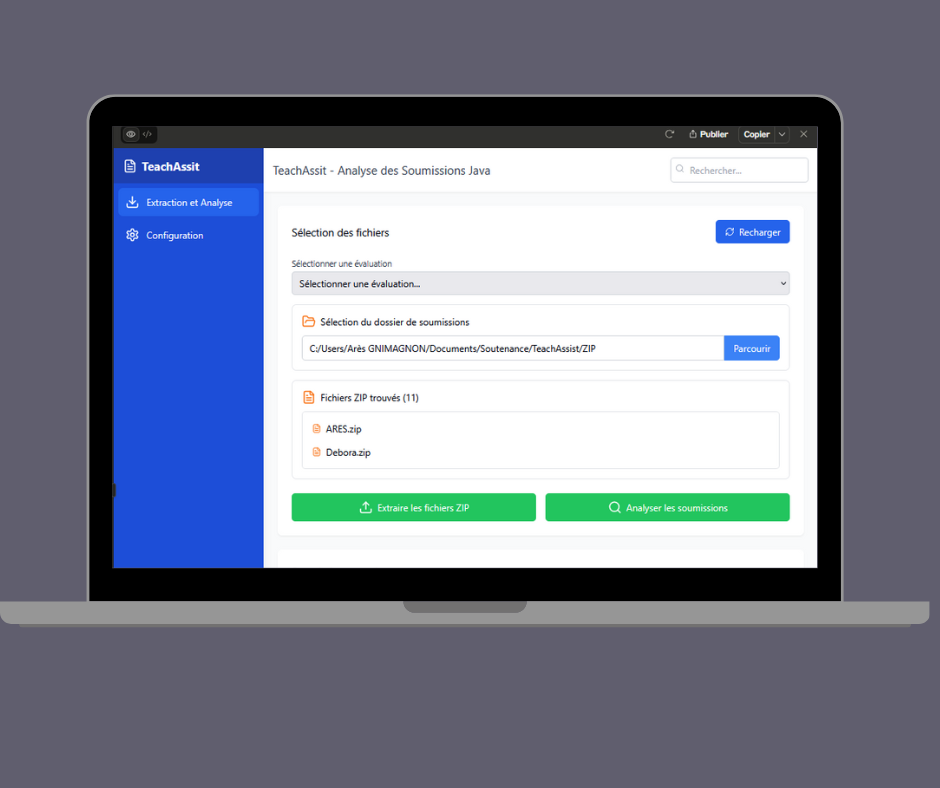 Publier Copier
TeachAssit
TeachAssit - Analyse des Soumissions Java
Rechercher...
Extraction et Analyse
Configuration
Sélection des fichiers
Recharger
Sélectionner une évaluation
Sélectionner une évaluation...
Sélection du dossier de soumissions
C:/Users/Arès GNIMAGNON/Documents/Soutenance/TeachAssist/ZIP
Parcourir
Fichiers ZIP trouvés (11)
ARES.zip
Debora.zip
Extraire les fichiers ZIP
Analyser les soumissions